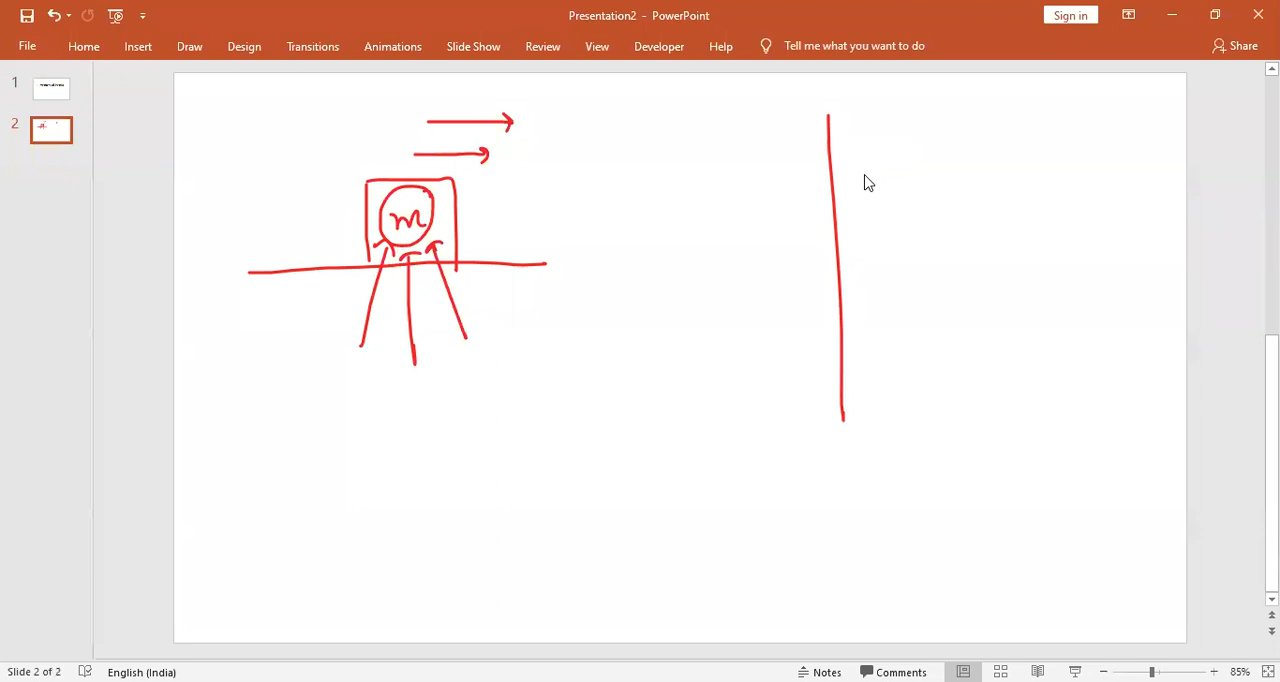 Presentation2 - PowerPoint
Sign in
File Home Insert Draw Design Transitions Animations Slide Show Review View Developer Help Tell me what you want to do Share
1
2
m
Slide 2 of 2 English (India) Notes Comments 85%